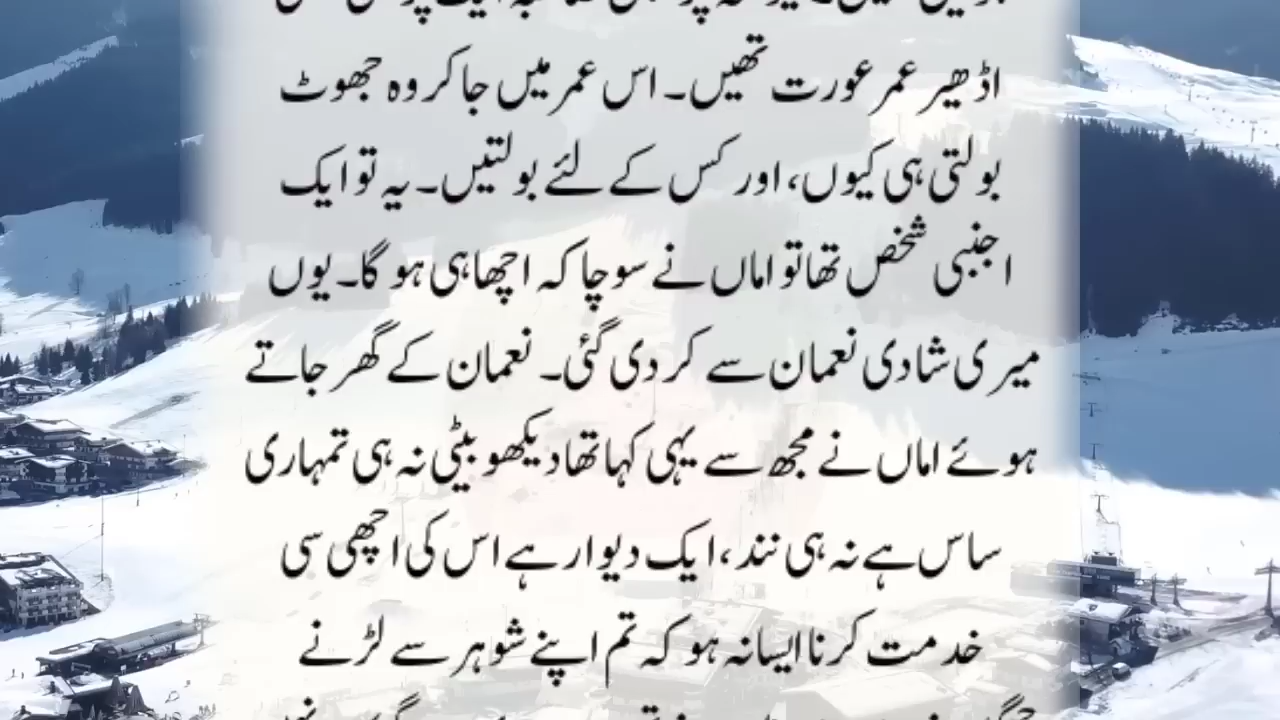 اڈھیر عمر عورت تھیں۔ اس عمر میں جا کر وہ جھوٹ
بولتی ہی کیوں، اور کس کے لئے بولتیں۔ یہ تو ایک
اجنبی شخص تھا تو اماں نے سوچا کہ اچھا ہی ہو گا۔ یوں
میری شادی نعمان سے کر دی گئی۔ نعمان کے گھر جاتے
ہوئے اماں نے مجھ سے یہی کہا تھا دیکھو بیٹی نہ ہی تمہاری
ساس ہے نہ ہی نند، ایک دیوار ہے اس کی اچھی سی
خدمت کرنا ایسا نہ ہو کہ تم اپنے شوہر سے لڑنے